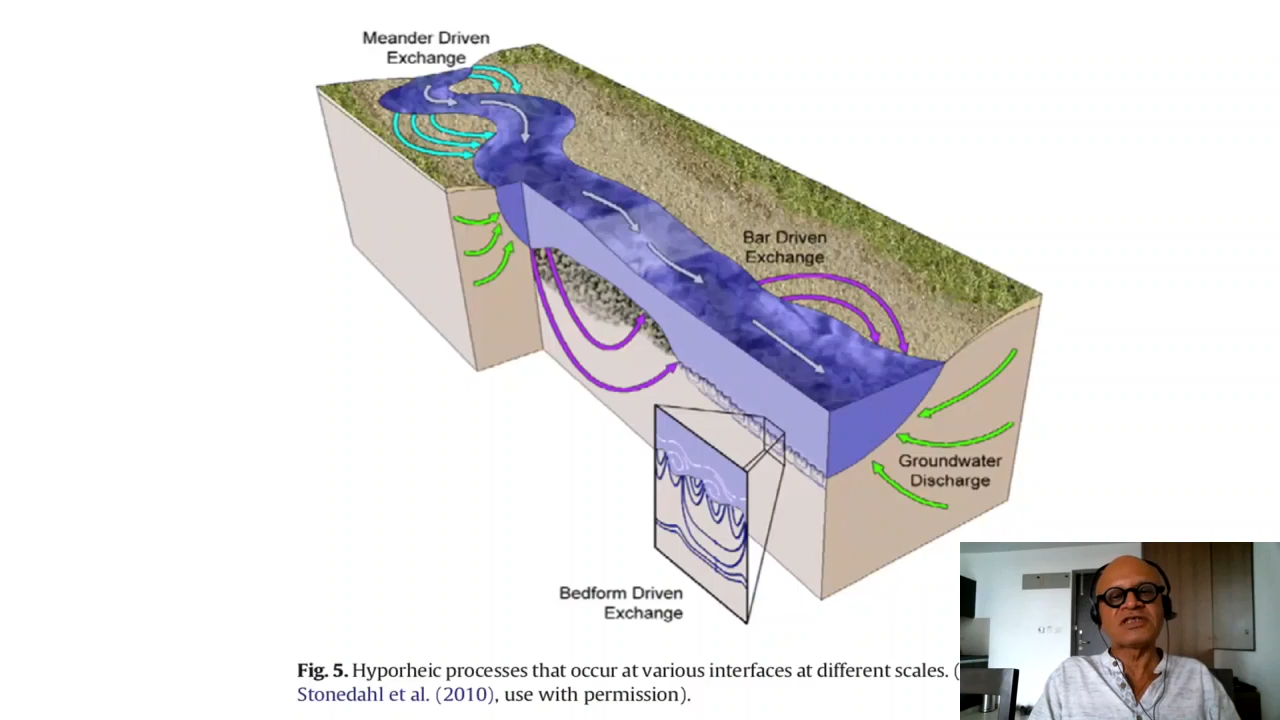 Meander Driven
Exchange
Bar Driven
Exchange
Groundwater
Discharge
Bedform Driven
Exchange
Fig. 5. Hyporheic processes that occur at various interfaces at different scales. (
Stonedahl et al. (2010), use with permission).